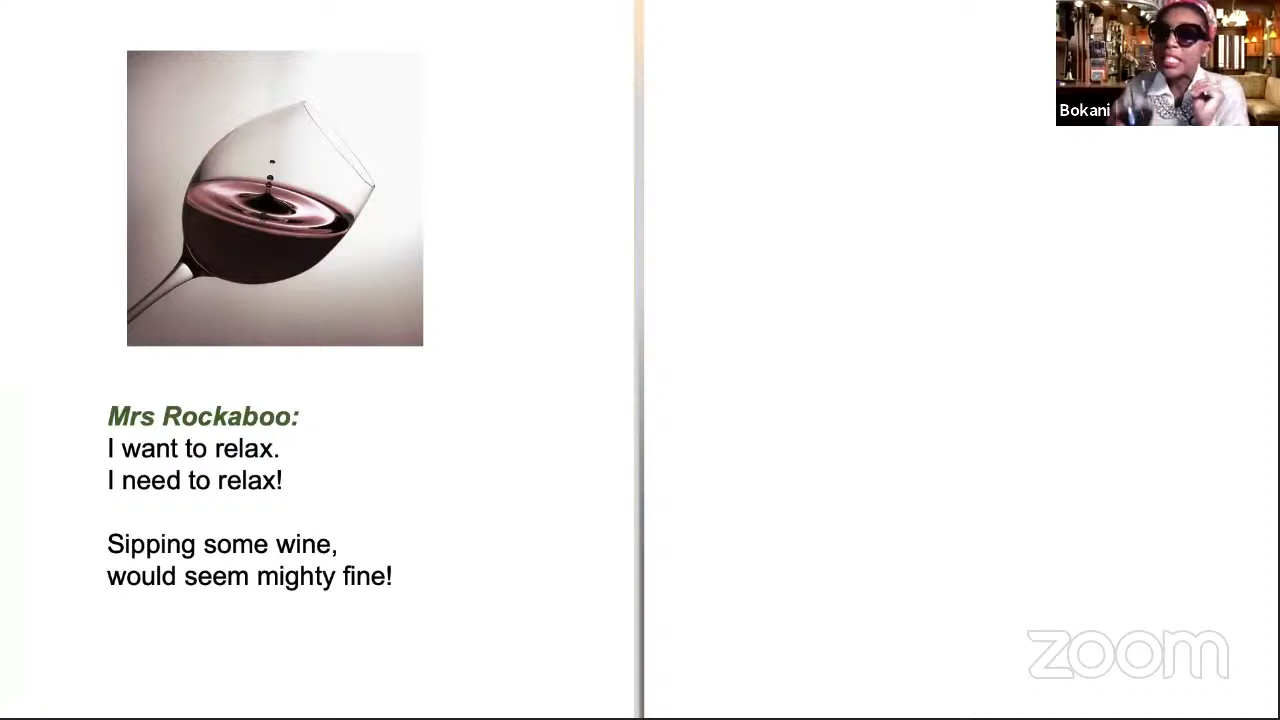 Bokani
Mrs Rockaboo:
I want to relax.
I need to relax!
Sipping some wine,
would seem mighty fine!
zoom